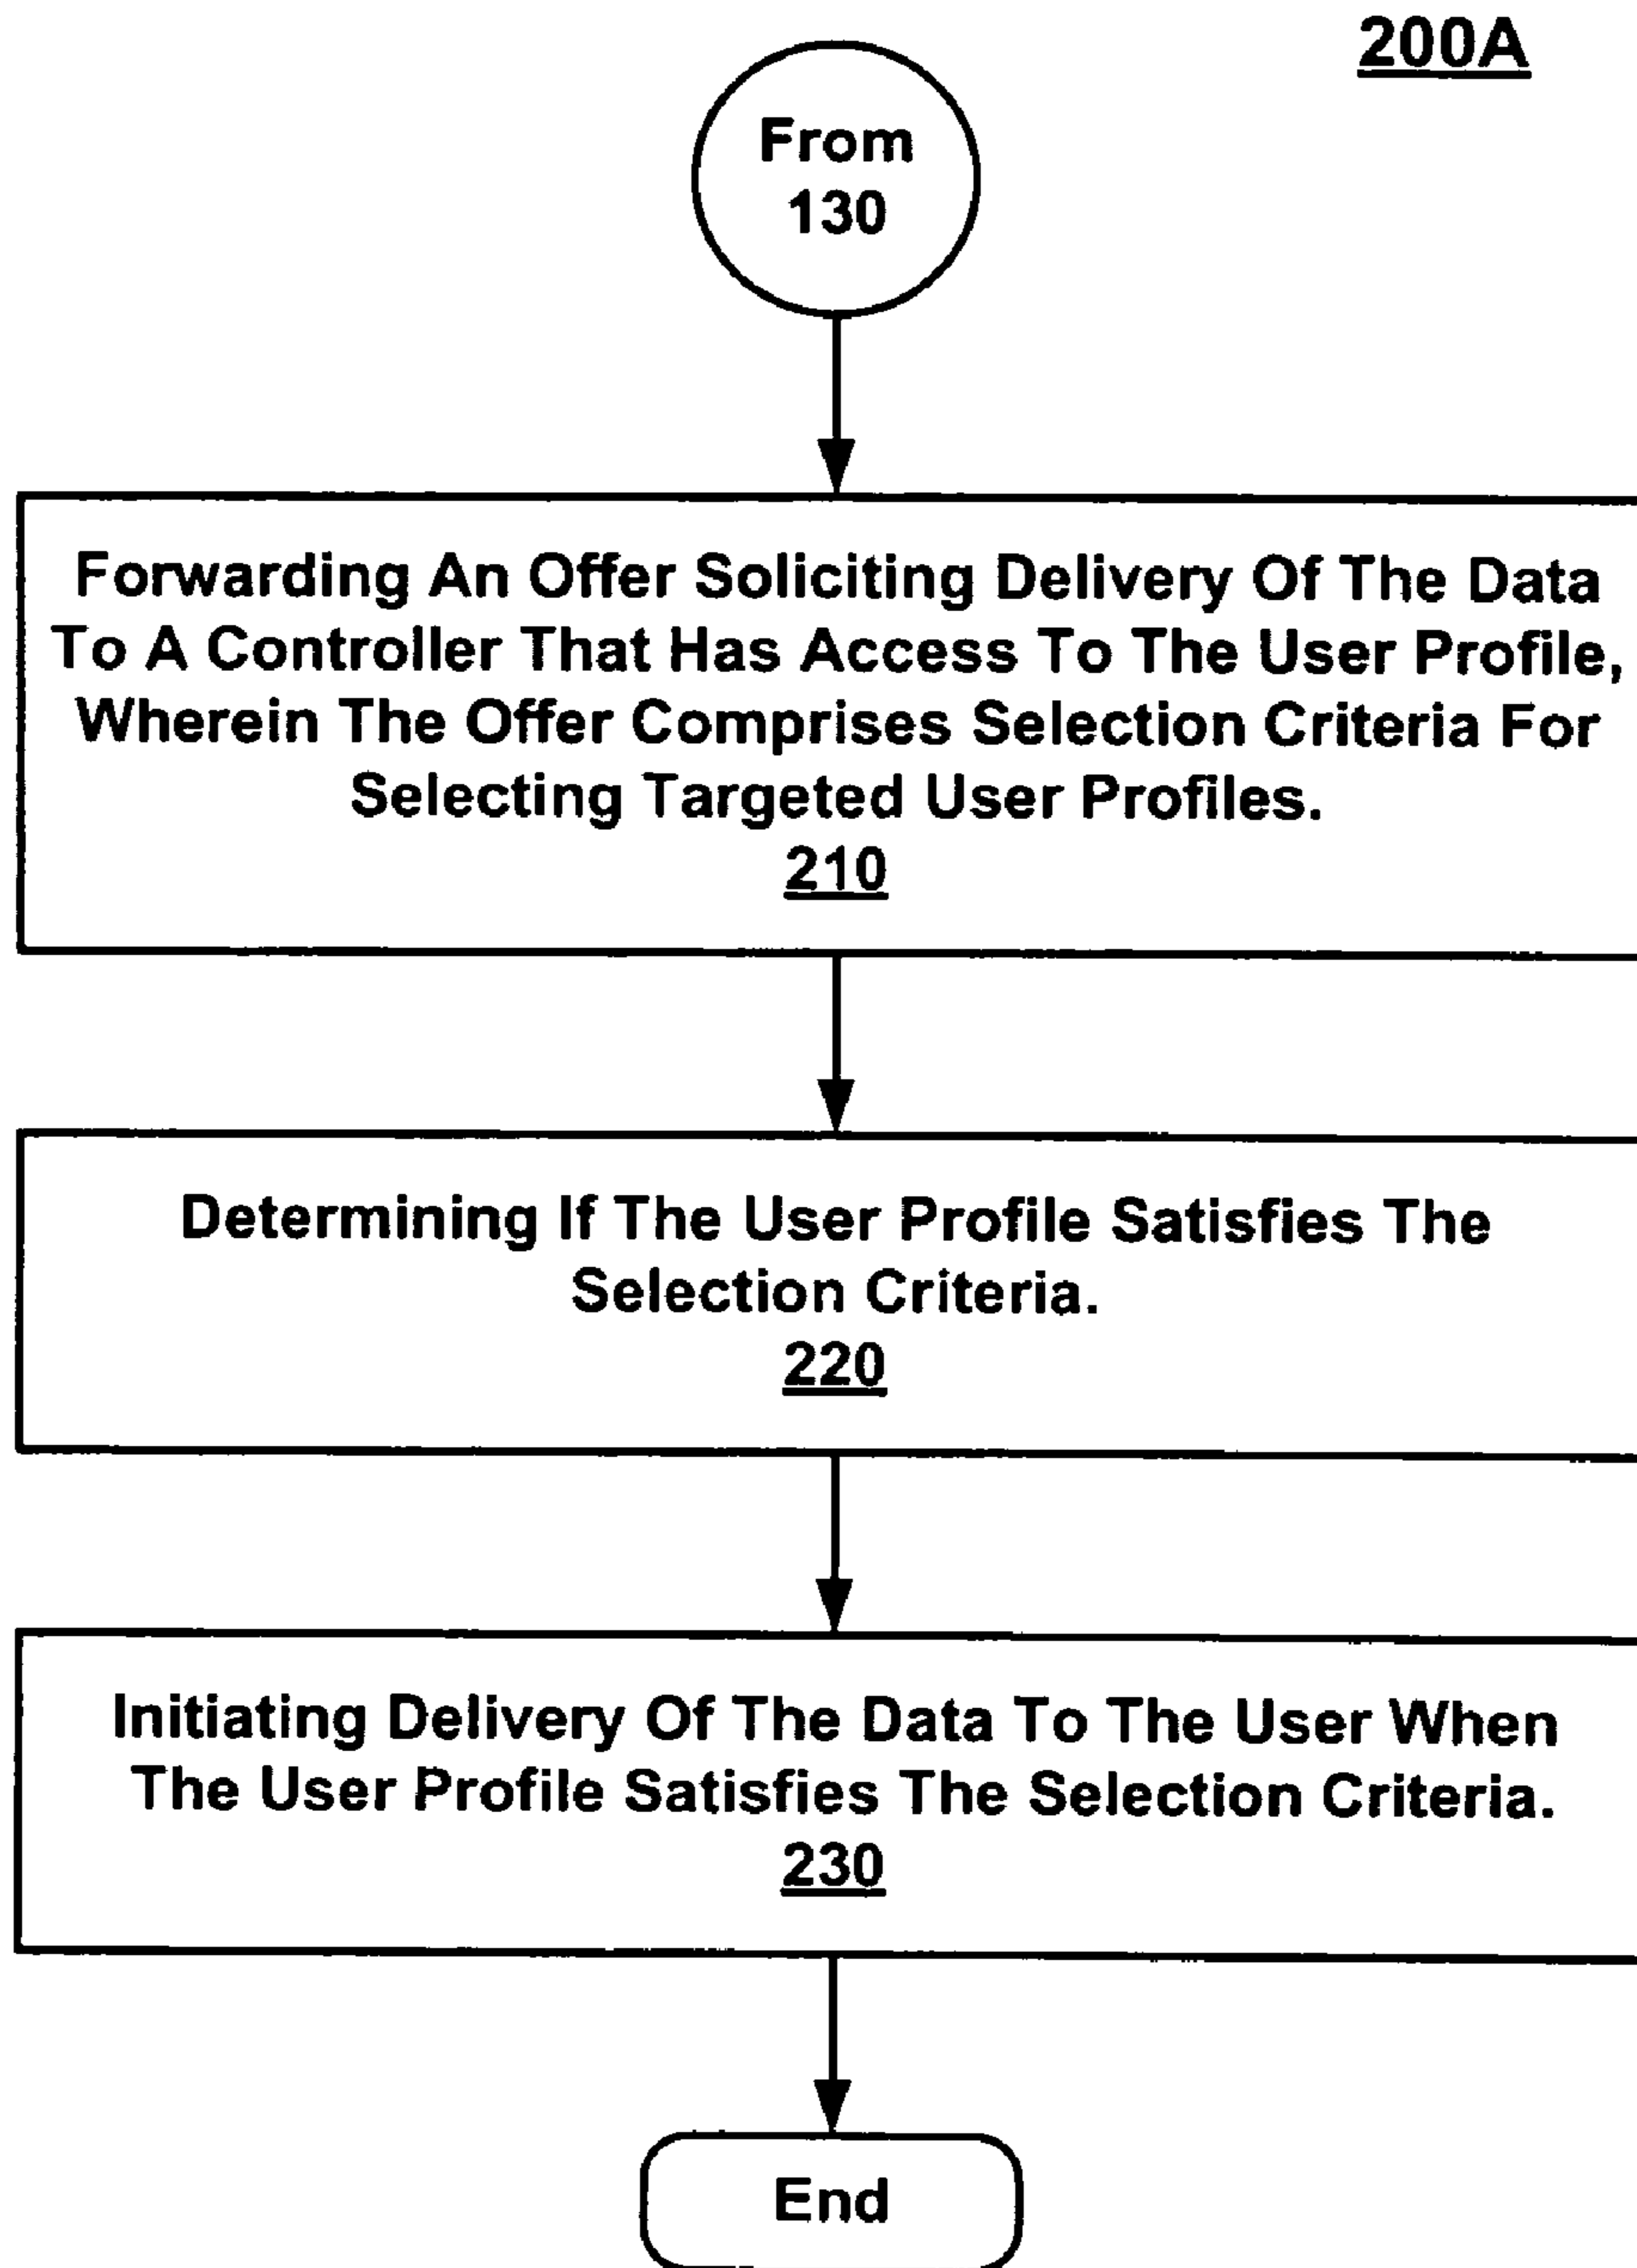 200A
From
130
Forwarding An Offer Soliciting Delivery Of The Data
To A Controller That Has Access To The User Profile,
Wherein The Offer Comprises Selection Criteria For
Selecting Targeted User Profiles.
210
Determining If The User Profile Satisfies The
Selection Criteria.
220
Initiating Delivery Of The Data To The User When
The User Profile Satisfies The Selection Criteria.
230
End